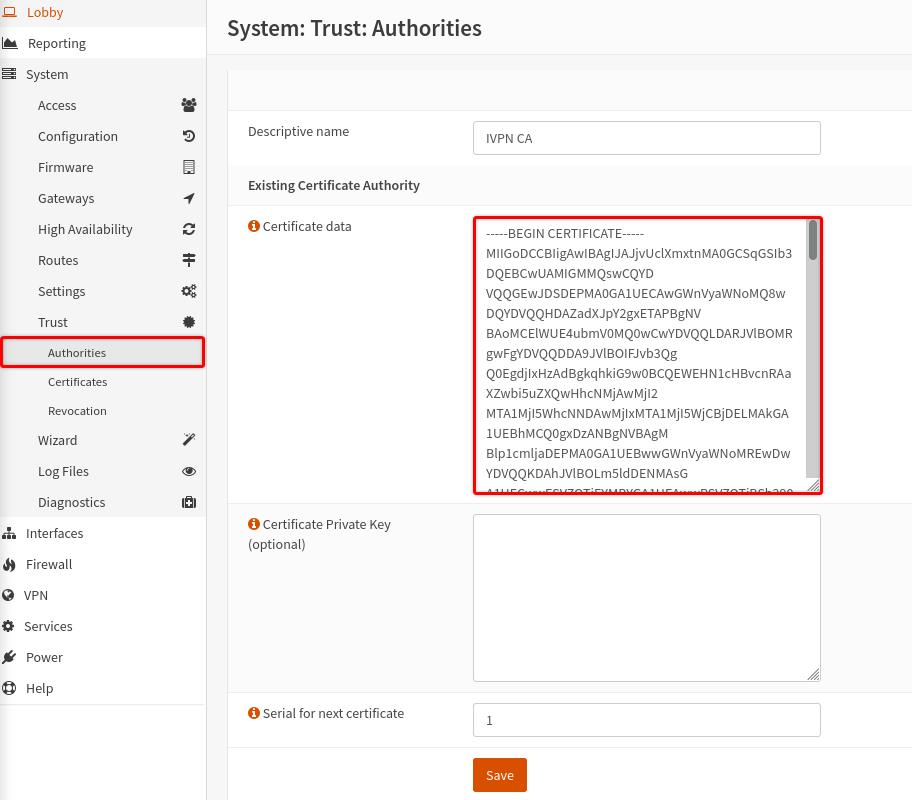 Lobby
Reporting
System
Access
Configuration
Firmware
Gateways
High Availability
Routes
Settings
Trust
Authorities
Certificates
Revocation
Wizard
Log Files
Diagnostics
Interfaces
Firewall
VPN
Services
Power
Help
System: Trust: Authorities
Descriptive name
IVPN CA
Existing Certificate Authority
Certificate data
-----BEGIN CERTIFICATE-----
MIIGoDCCBIigAwIBAgIJAJjvUclXmxtnMA0GCSqGSIb3
DQEBCwUAMIGMMQswCQYD
VQQGEwJDSDEPMA0GA1UECAwGWnVyaWNoMQ8w
DQYDVQQHDAZadXJpY2gxETAPBgNV
BAoMCElWUE4ubmV0MQ0wCwYDVQQLDARJVlBOMR
gwFgYDVQQDDA9JVlBOIFJvb3Qg
Q0EgdjIxHzAdBgkqhkiG9w0BCQEWEHN1cHBvcnRAa
XZwbi5uZXQwHhcNMjAwMjI2
MTA1MjI5WhcNNDAwMjIxMTA1MjI5WjCBjDELMAkGA
1UEBhMCQ0gxDzANBgNVBAgM
Blp1cmljaDEPMA0GA1UEBwwGWnVyaWNoMREwDw
YDVQQKDAhJVlBOLm5ldDENMAsG
Certificate Private Key
(optional)
Serial for next certificate
1
Save